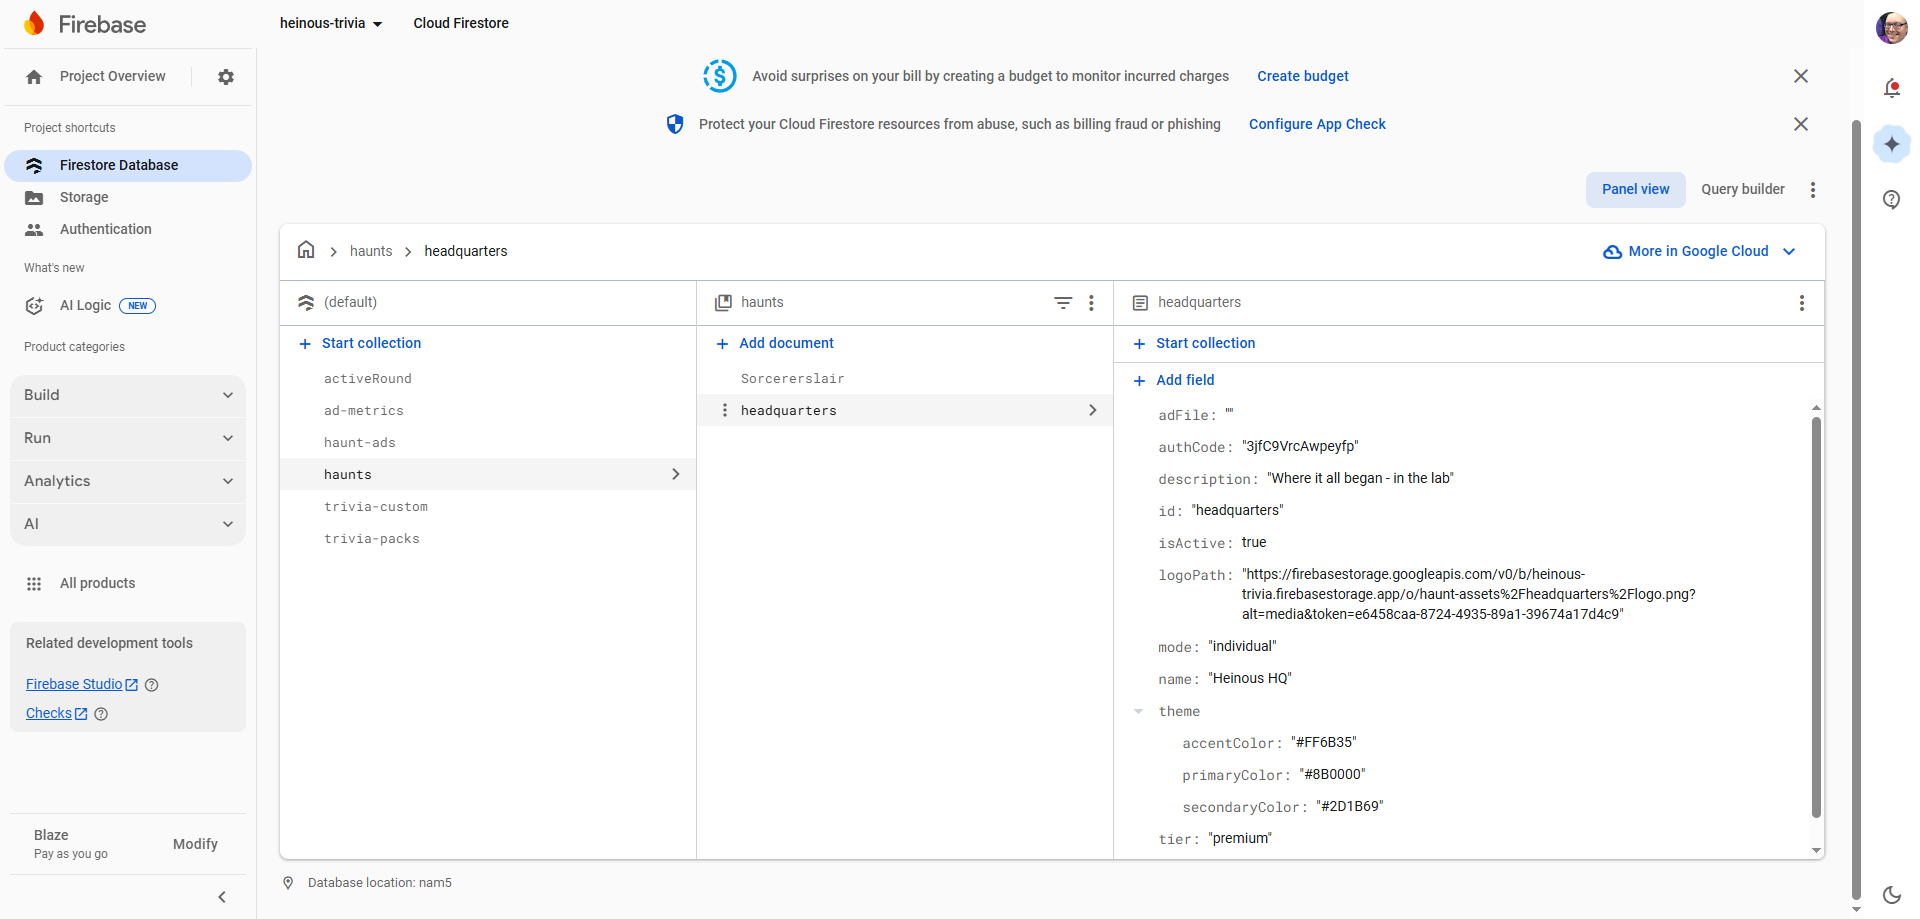 Firebase
heinous-trivia
Cloud Firestore
Project Overview
Avoid surprises on your bill by creating a budget to monitor incurred charges
Create budget
Protect your Cloud Firestore resources from abuse, such as billing fraud or phishing
Configure App Check
Project shortcuts
Firestore Database
Storage
Authentication
What's new
AI Logic NEW
Product categories
Build
Run
Analytics
AI
All products
Related development tools
Firebase Studio
Checks
Blaze
Pay as you go
Modify
Panel view
Query builder
haunts
headquarters
More in Google Cloud
(default)
Start collection
activeRound
ad-metrics
haunt-ads
haunts
trivia-custom
trivia-packs
haunts
Add document
Sorcererslair
headquarters
headquarters
Start collection
Add field
adFile: ""
authCode: "3jfC9VrcAwpeyfp"
description: "Where it all began - in the lab"
id: "headquarters"
isActive: true
logoPath: "https://firebasestorage.googleapis.com/v0/b/heinous-
trivia.firebasestorage.app/o/haunt-assets%2Fheadquarters%2Flogo.png?
alt=media&token=e6458caa-8724-4935-89a1-39674a17d4c9"
mode: "individual"
name: "Heinous HQ"
theme
accentColor: "#FF6B35"
primaryColor: "#8B0000"
secondaryColor: "#2D1B69"
tier: "premium"
Database location: nam5